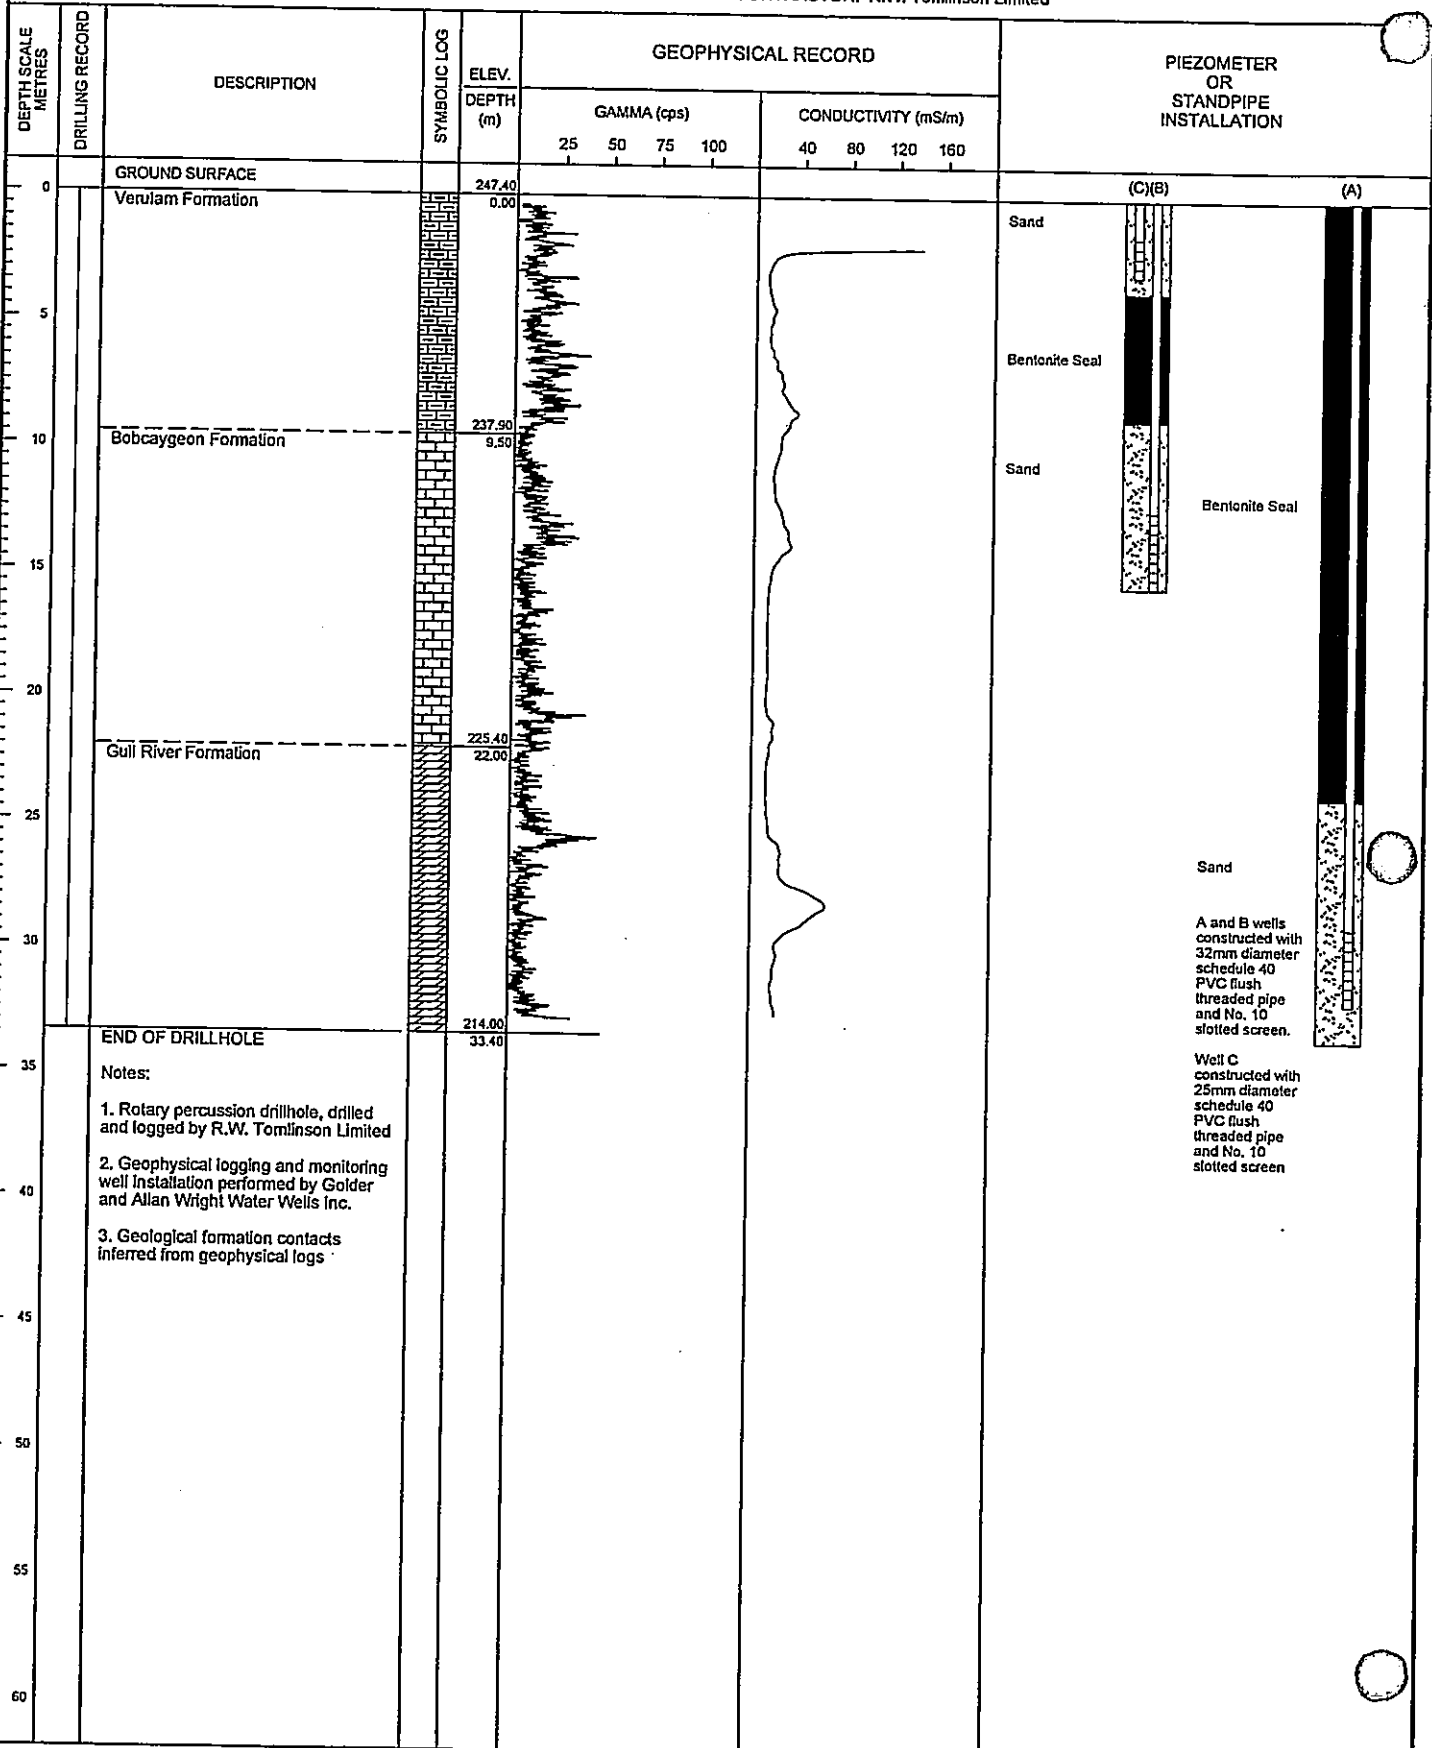 R.W. Tomlinson Limited
DEPTH SCALE
METRES
DRILLING RECORD
DESCRIPTION
SYMBOLIC LOG
ELEV.
DEPTH
(m)
GEOPHYSICAL RECORD
GAMMA (cps)
25 50 75 100
CONDUCTIVITY (mS/m)
40 80 120 160
PIEZOMETER
OR
STANDPIPE
INSTALLATION
GROUND SURFACE
247.40
0.00
(C)(B)
(A)
0
Verulam Formation
Sand
5
Bentonite Seal
237.90
9.50
10
Bobcaygeon Formation
Sand
Bentonite Seal
15
20
225.40
22.00
Gull River Formation
25
Sand
30
A and B wells
constructed with
32mm diameter
schedule 40
PVC flush
threaded pipe
and No. 10
slotted screen.
214.00
33.40
END OF DRILLHOLE
35
Notes:
1. Rotary percussion drillhole, drilled
and logged by R.W. Tomlinson Limited
2. Geophysical logging and monitoring
well installation performed by Golder
and Allan Wright Water Wells Inc.
3. Geological formation contacts
inferred from geophysical logs
Well C
constructed with
25mm diameter
schedule 40
PVC flush
threaded pipe
and No. 10
slotted screen
40
45
50
55
60